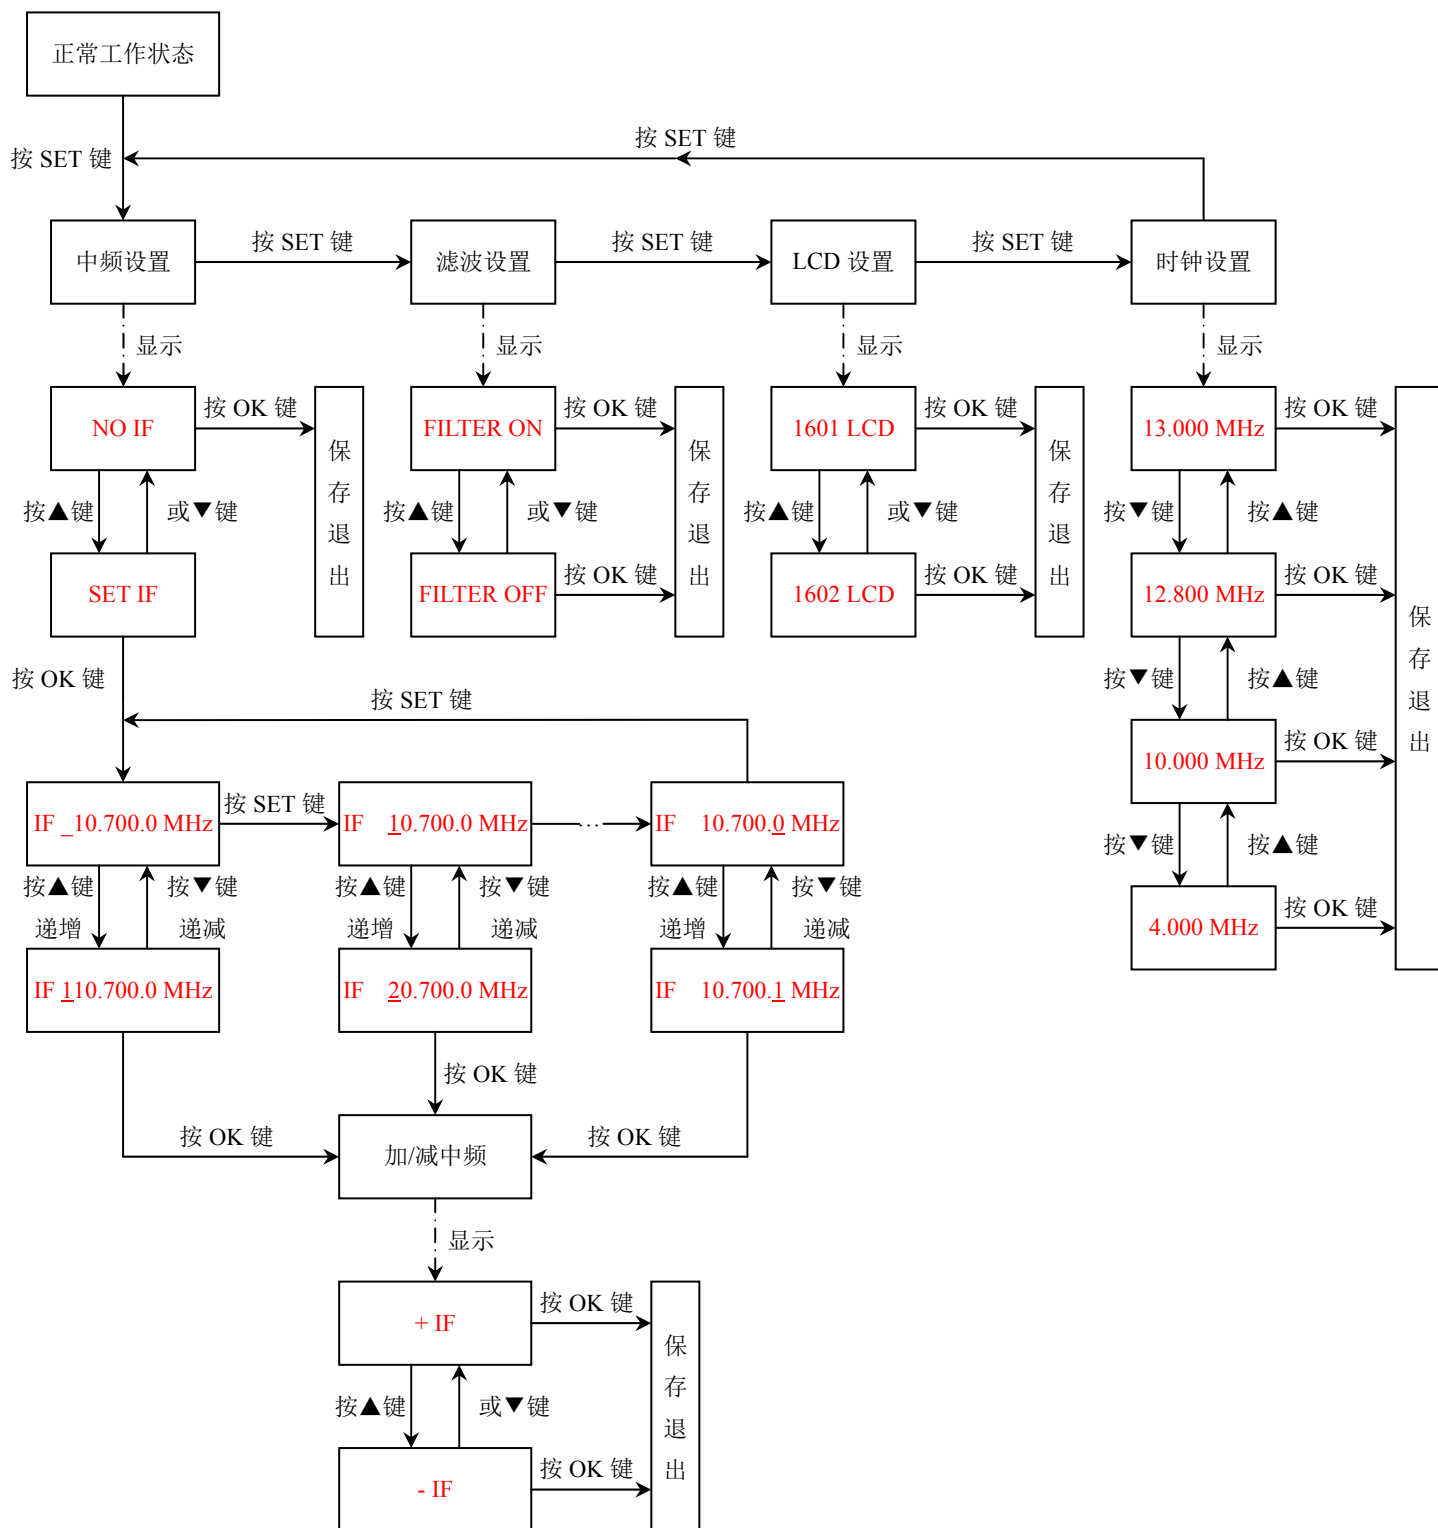 正常工作状态
按 SET 键
按 SET 键
中频设置
按 SET 键
滤波设置
按 SET 键
LCD 设置
按 SET 键
时钟设置
显示
显示
显示
显示
NO IF
按 OK 键
FILTER ON
按 OK 键
1601 LCD
按 OK 键
13.000 MHz
按 OK 键
保存退出
保存退出
保存退出
保存退出
按▲键
或▼键
按▲键
或▼键
按▲键
或▼键
按▼键
按▲键
SET IF
FILTER OFF
按 OK 键
1602 LCD
按 OK 键
12.800 MHz
按 OK 键
按 OK 键
按 SET 键
按▼键
按▲键
10.000 MHz
按 OK 键
IF _10.700.0 MHz
按 SET 键
IF 10.700.0 MHz
...
IF 10.700.0 MHz
按▼键
按▲键
按▲键
递增
按▼键
递减
按▲键
递增
按▼键
递减
按▲键
递增
按▼键
递减
4.000 MHz
按 OK 键
IF 110.700.0 MHz
IF 20.700.0 MHz
IF 10.700.1 MHz
按 OK 键
按 OK 键
加/减中频
按 OK 键
显示
+ IF
按 OK 键
保存退出
按▲键
或▼键
- IF
按 OK 键